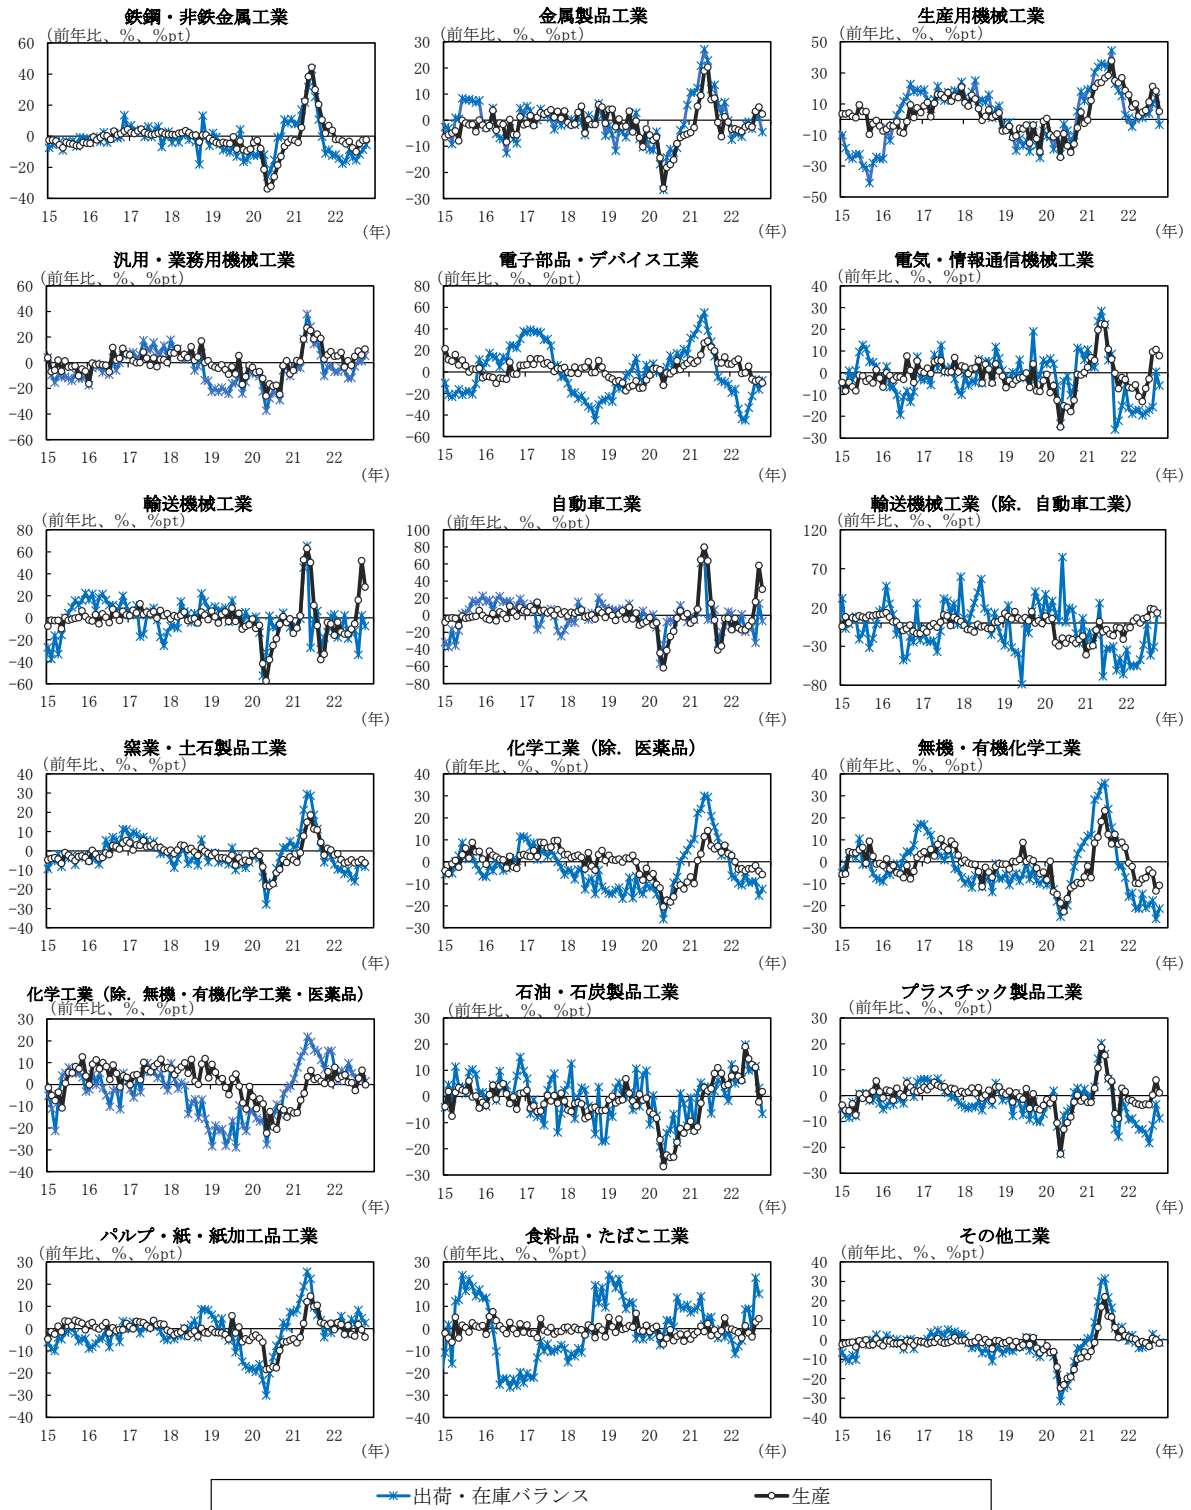 鉄鋼・非鉄金属工業
(前年比、%、%pt)
60
40
20
0
-20
-40
15 16 17 18 19 20 21 22
(年)
金属製品工業
(前年比、%、%pt)
30
20
10
0
-10
-20
-30
15 16 17 18 19 20 21 22
(年)
生産用機械工業
(前年比、%、%pt)
50
30
10
-10
-30
-50
15 16 17 18 19 20 21 22
(年)
汎用・業務用機械工業
(前年比、%、%pt)
60
40
20
0
-20
-40
-60
15 16 17 18 19 20 21 22
(年)
電子部品・デバイス工業
(前年比、%、%pt)
80
60
40
20
0
-20
-40
-60
15 16 17 18 19 20 21 22
(年)
電気・情報通信機械工業
(前年比、%、%pt)
40
30
20
10
0
-10
-20
-30
15 16 17 18 19 20 21 22
(年)
輸送機械工業
(前年比、%、%pt)
80
60
40
20
0
-20
-40
-60
15 16 17 18 19 20 21 22
(年)
自動車工業
(前年比、%、%pt)
100
80
60
40
20
0
-20
-40
-60
-80
15 16 17 18 19 20 21 22
(年)
輸送機械工業(除．自動車工業)
(前年比、%、%pt)
120
70
20
-30
-80
15 16 17 18 19 20 21 22
(年)
窯業・土石製品工業
(前年比、%、%pt)
40
30
20
10
0
-10
-20
-30
-40
15 16 17 18 19 20 21 22
(年)
化学工業(除．医薬品)
(前年比、%、%pt)
40
30
20
10
0
-10
-20
-30
15 16 17 18 19 20 21 22
(年)
無機・有機化学工業
(前年比、%、%pt)
40
30
20
10
0
-10
-20
-30
15 16 17 18 19 20 21 22
(年)
化学工業(除．無機・有機化学工業・医薬品)
(前年比、%、%pt)
30
20
10
0
-10
-20
-30
-40
15 16 17 18 19 20 21 22
(年)
石油・石炭製品工業
(前年比、%、%pt)
30
20
10
0
-10
-20
-30
15 16 17 18 19 20 21 22
(年)
プラスチック製品工業
(前年比、%、%pt)
30
20
10
0
-10
-20
-30
15 16 17 18 19 20 21 22
(年)
パルプ・紙・紙加工品工業
(前年比、%、%pt)
30
20
10
0
-10
-20
-30
-40
15 16 17 18 19 20 21 22
(年)
食料品・たばこ工業
(前年比、%、%pt)
30
20
10
0
-10
-20
-30
-40
15 16 17 18 19 20 21 22
(年)
その他工業
(前年比、%、%pt)
40
30
20
10
0
-10
-20
-30
-40
15 16 17 18 19 20 21 22
(年)
出荷・在庫バランス 生産